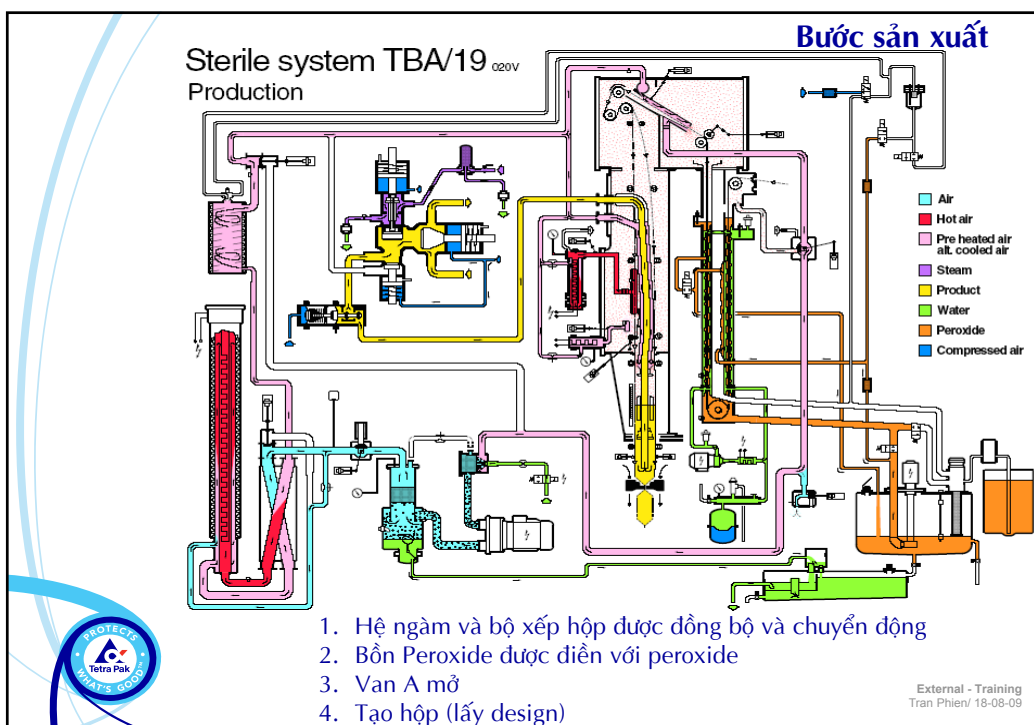 Bước sản xuất
Sterile system TBA/19 020V
Production
Air
Hot air
Pre heated air
alt. cooled air
Steam
Product
Water
Peroxide
Compressed air
1. Hệ ngàm và bộ xếp hộp được đồng bộ và chuyển động
2. Bồn Peroxide được điền với peroxide
3. Van A mở
4. Tạo hộp (lấy design)
PROTECTS
Tetra Pak
WHAT'S GOOD™
External - Training
Tran Phien/ 18-08-09